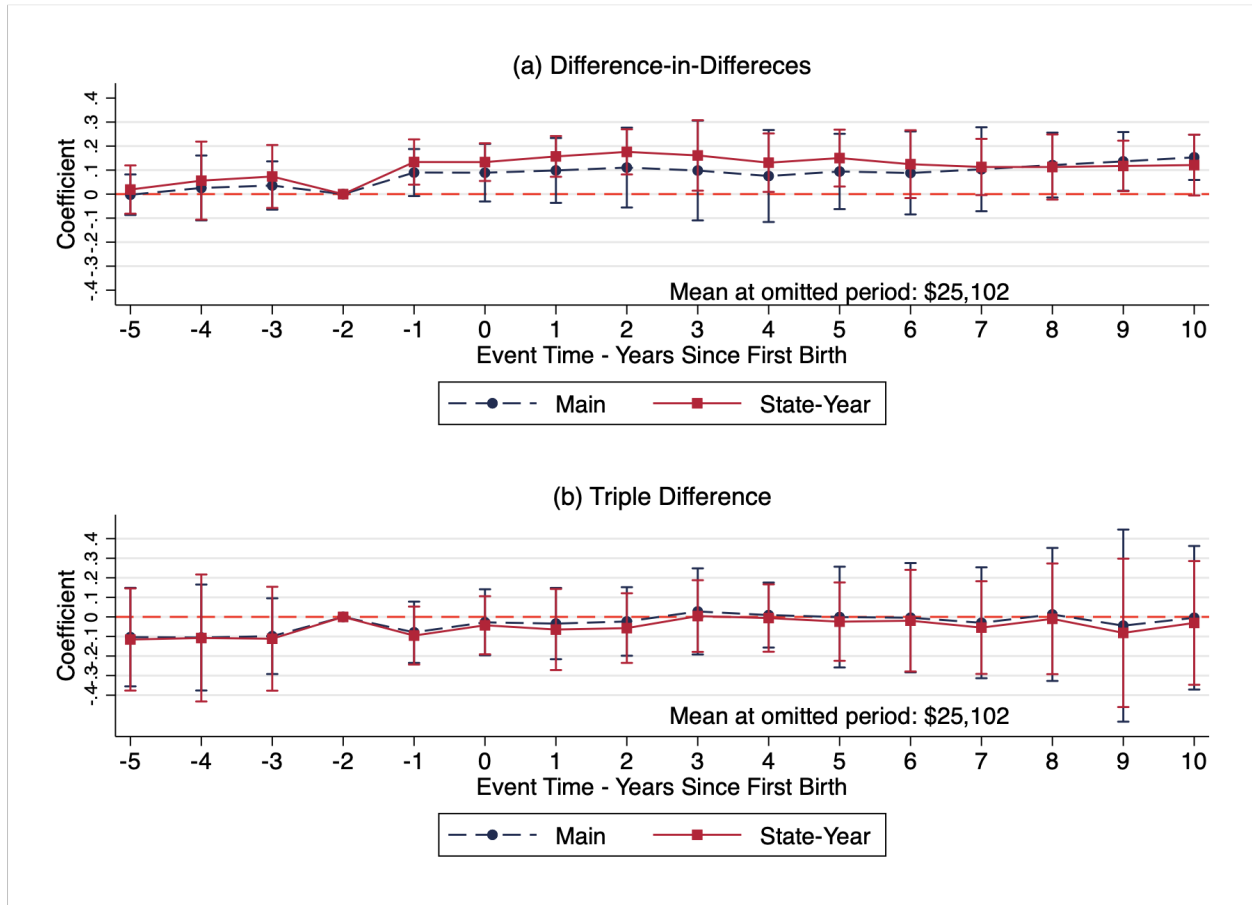 (a) Difference-in-Differeces
Coefficient
.4
.3
.2
.1
0
-.1
-.2
-.3
-.4
Mean at omitted period: $25,102
-5 -4 -3 -2 -1 0 1 2 3 4 5 6 7 8 9 10
Event Time - Years Since First Birth
Main State-Year
(b) Triple Difference
Coefficient
.4
.3
.2
.1
0
-.1
-.2
-.3
-.4
Mean at omitted period: $25,102
-5 -4 -3 -2 -1 0 1 2 3 4 5 6 7 8 9 10
Event Time - Years Since First Birth
Main State-Year